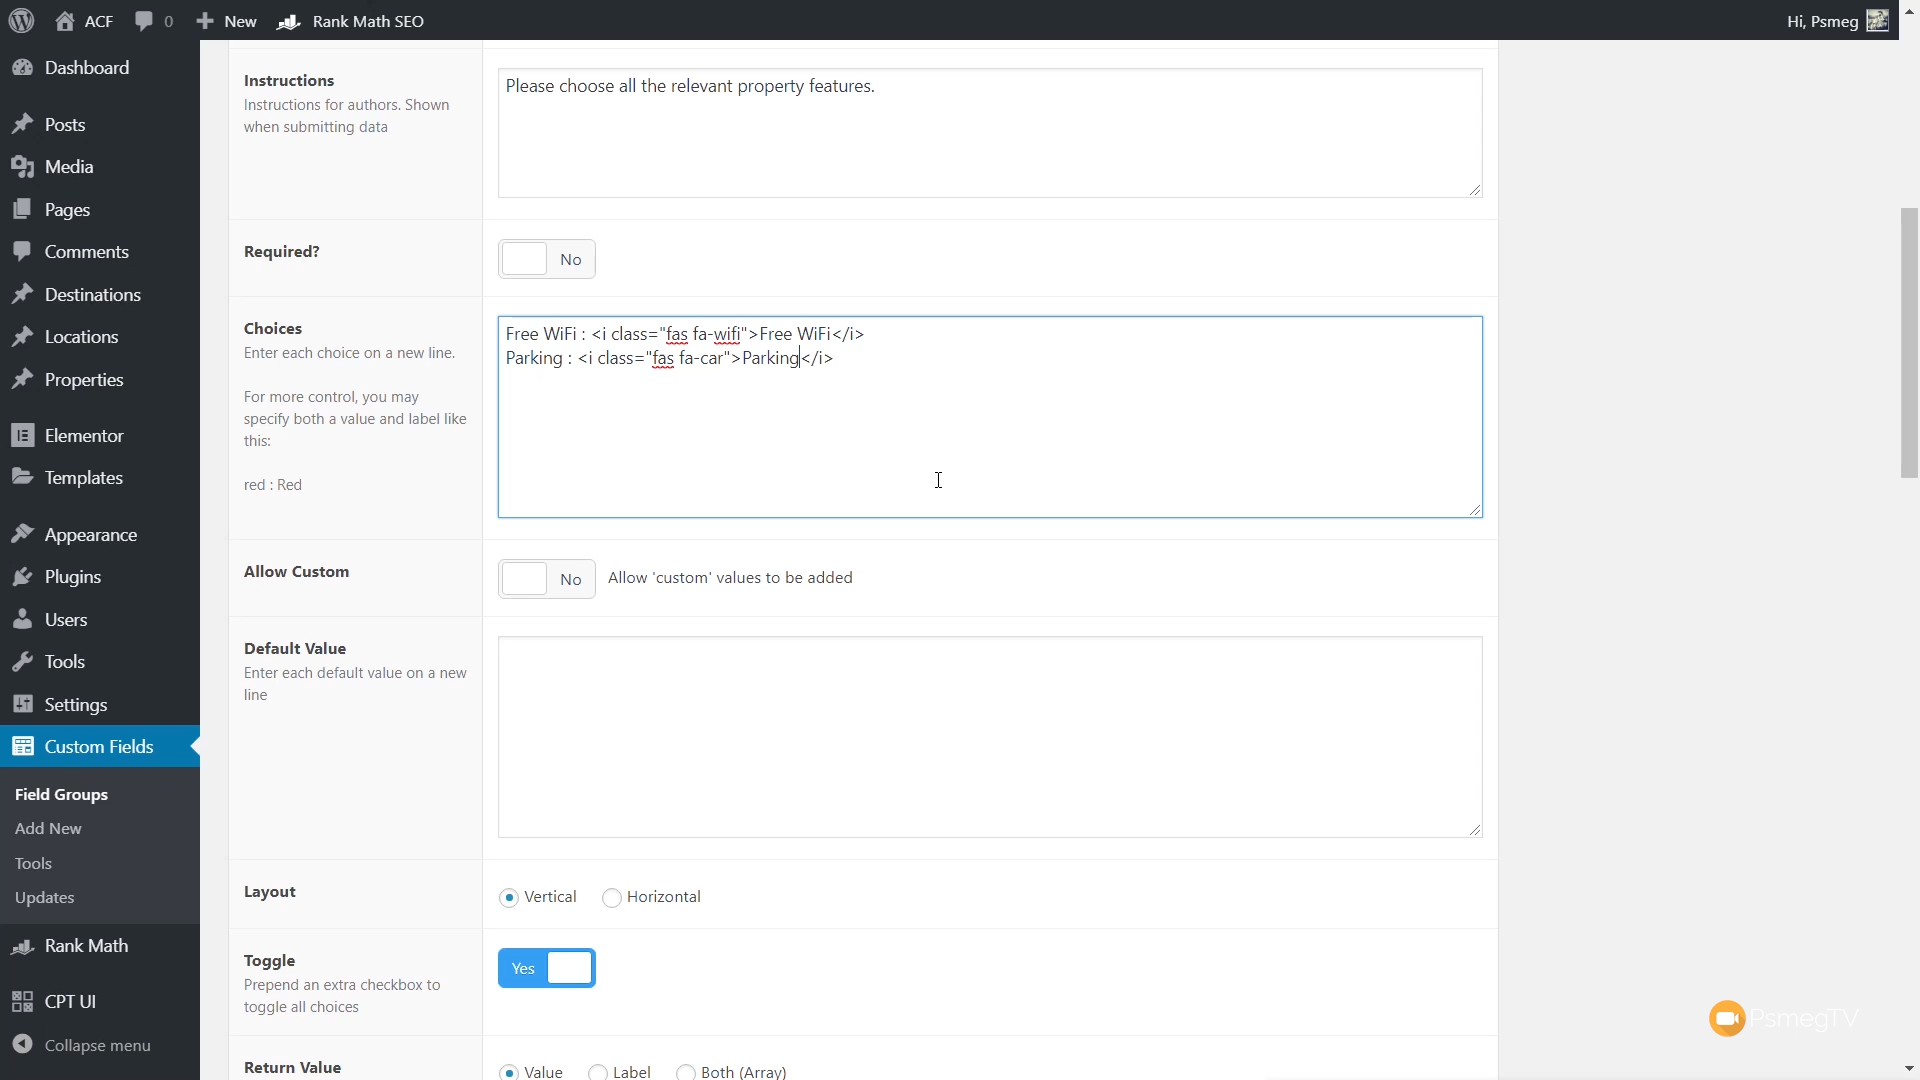 ACF
0
New
Rank Math SEO
Hi, Psmeg
Dashboard
Posts
Media
Pages
Comments
Destinations
Locations
Properties
Elementor
Templates
Appearance
Plugins
Users
Tools
Settings
Custom Fields
Field Groups
Add New
Tools
Updates
Rank Math
CPT UI
Collapse menu
Instructions
Instructions for authors. Shown
when submitting data
Please choose all the relevant property features.
Required?
No
Choices
Enter each choice on a new line.
For more control, you may
specify both a value and label like
this:
red : Red
Free WiFi : <i class="fas fa-wifi">Free WiFi</i>
Parking : <i class="fas fa-car">Parking</i>
Allow Custom
No
Allow 'custom' values to be added
Default Value
Enter each default value on a new
line
Layout
Vertical
Horizontal
Toggle
Prepend an extra checkbox to
toggle all choices
Yes
Return Value
Value
Label
Both (Array)
PsmegTV